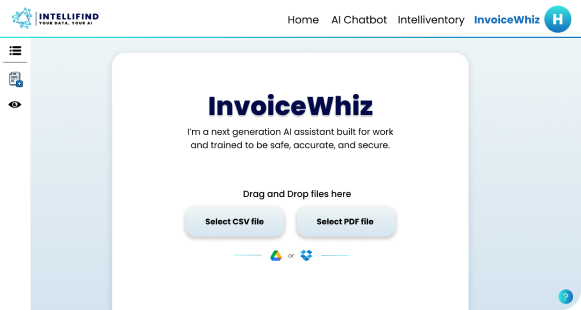 INTELLIFIND
YOUR DATA, YOUR AI
Home AI Chatbot Intelliventory InvoiceWhiz H
InvoiceWhiz
I'm a next generation AI assistant built for work
and trained to be safe, accurate, and secure.
Drag and Drop files here
Select CSV file Select PDF file
or
?